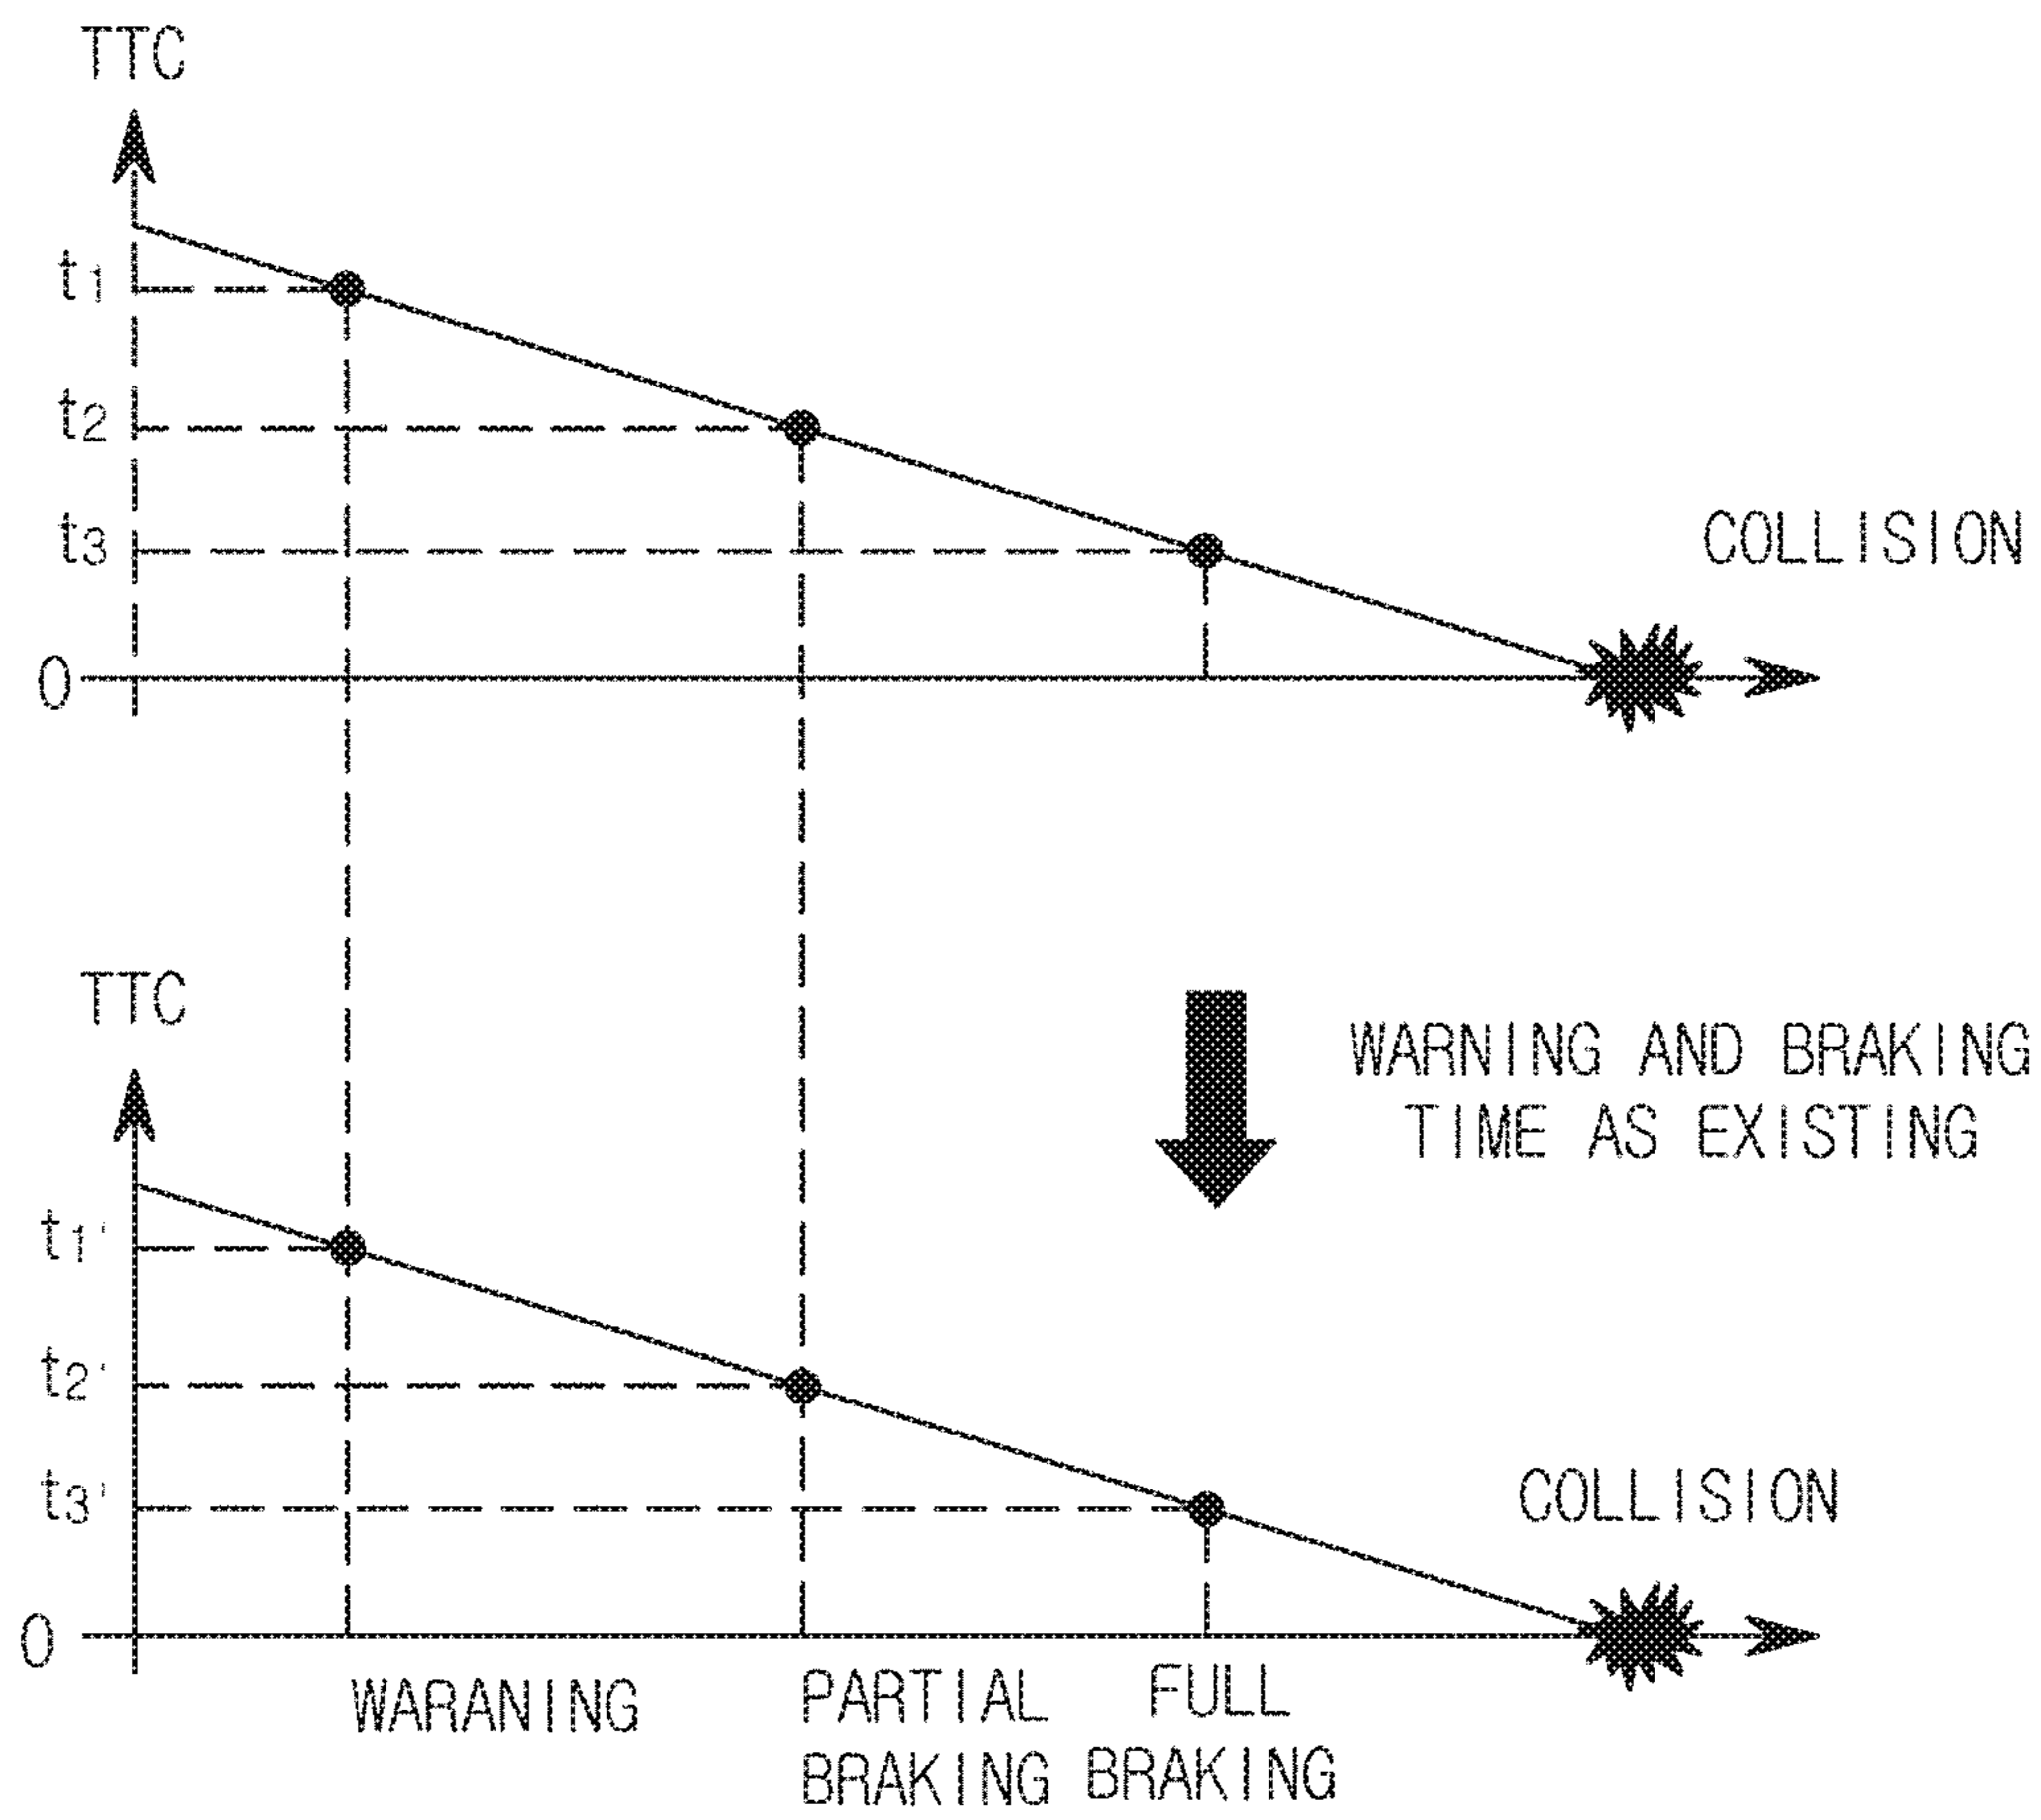 TTC
t1
t2
t3
COLLISION
0
TTC
WARNING AND BRAKING
TIME AS EXISTING
t1'
t2'
t3'
COLLISION
0
WARANING
PARTIAL FULL
BRAKING BRAKING